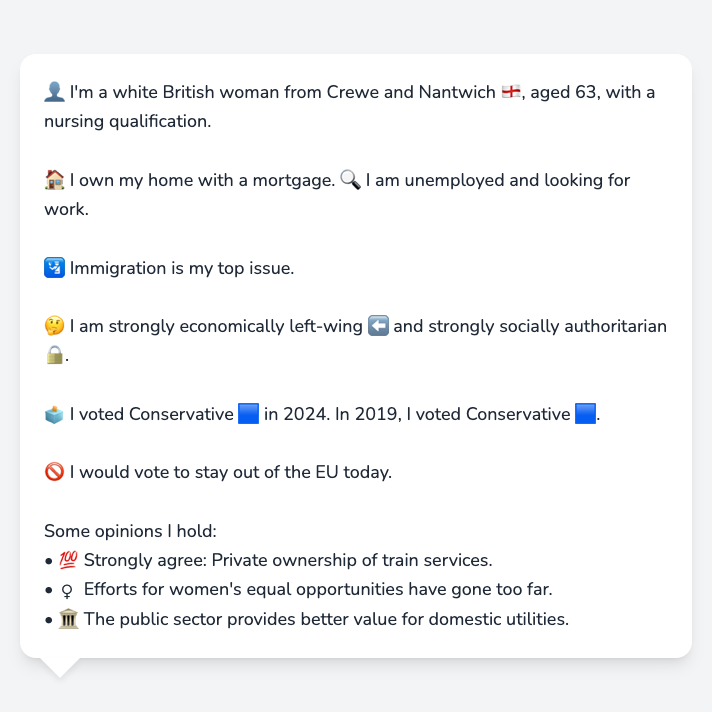 👤 I'm a white British woman from Crewe and Nantwich 🏴󠁧󠁢󠁥󠁮󠁧󠁿, aged 63, with a
nursing qualification.
🏠 I own my home with a mortgage. 🔍 I am unemployed and looking for
work.
🛂 Immigration is my top issue.
🤔 I am strongly economically left-wing ⬅️ and strongly socially authoritarian
🔒.
🗳️ I voted Conservative 🟦 in 2024. In 2019, I voted Conservative 🟦.
🚫 I would vote to stay out of the EU today.
Some opinions I hold:
• 💯 Strongly agree: Private ownership of train services.
• ♀ Efforts for women's equal opportunities have gone too far.
• 🏛️ The public sector provides better value for domestic utilities.